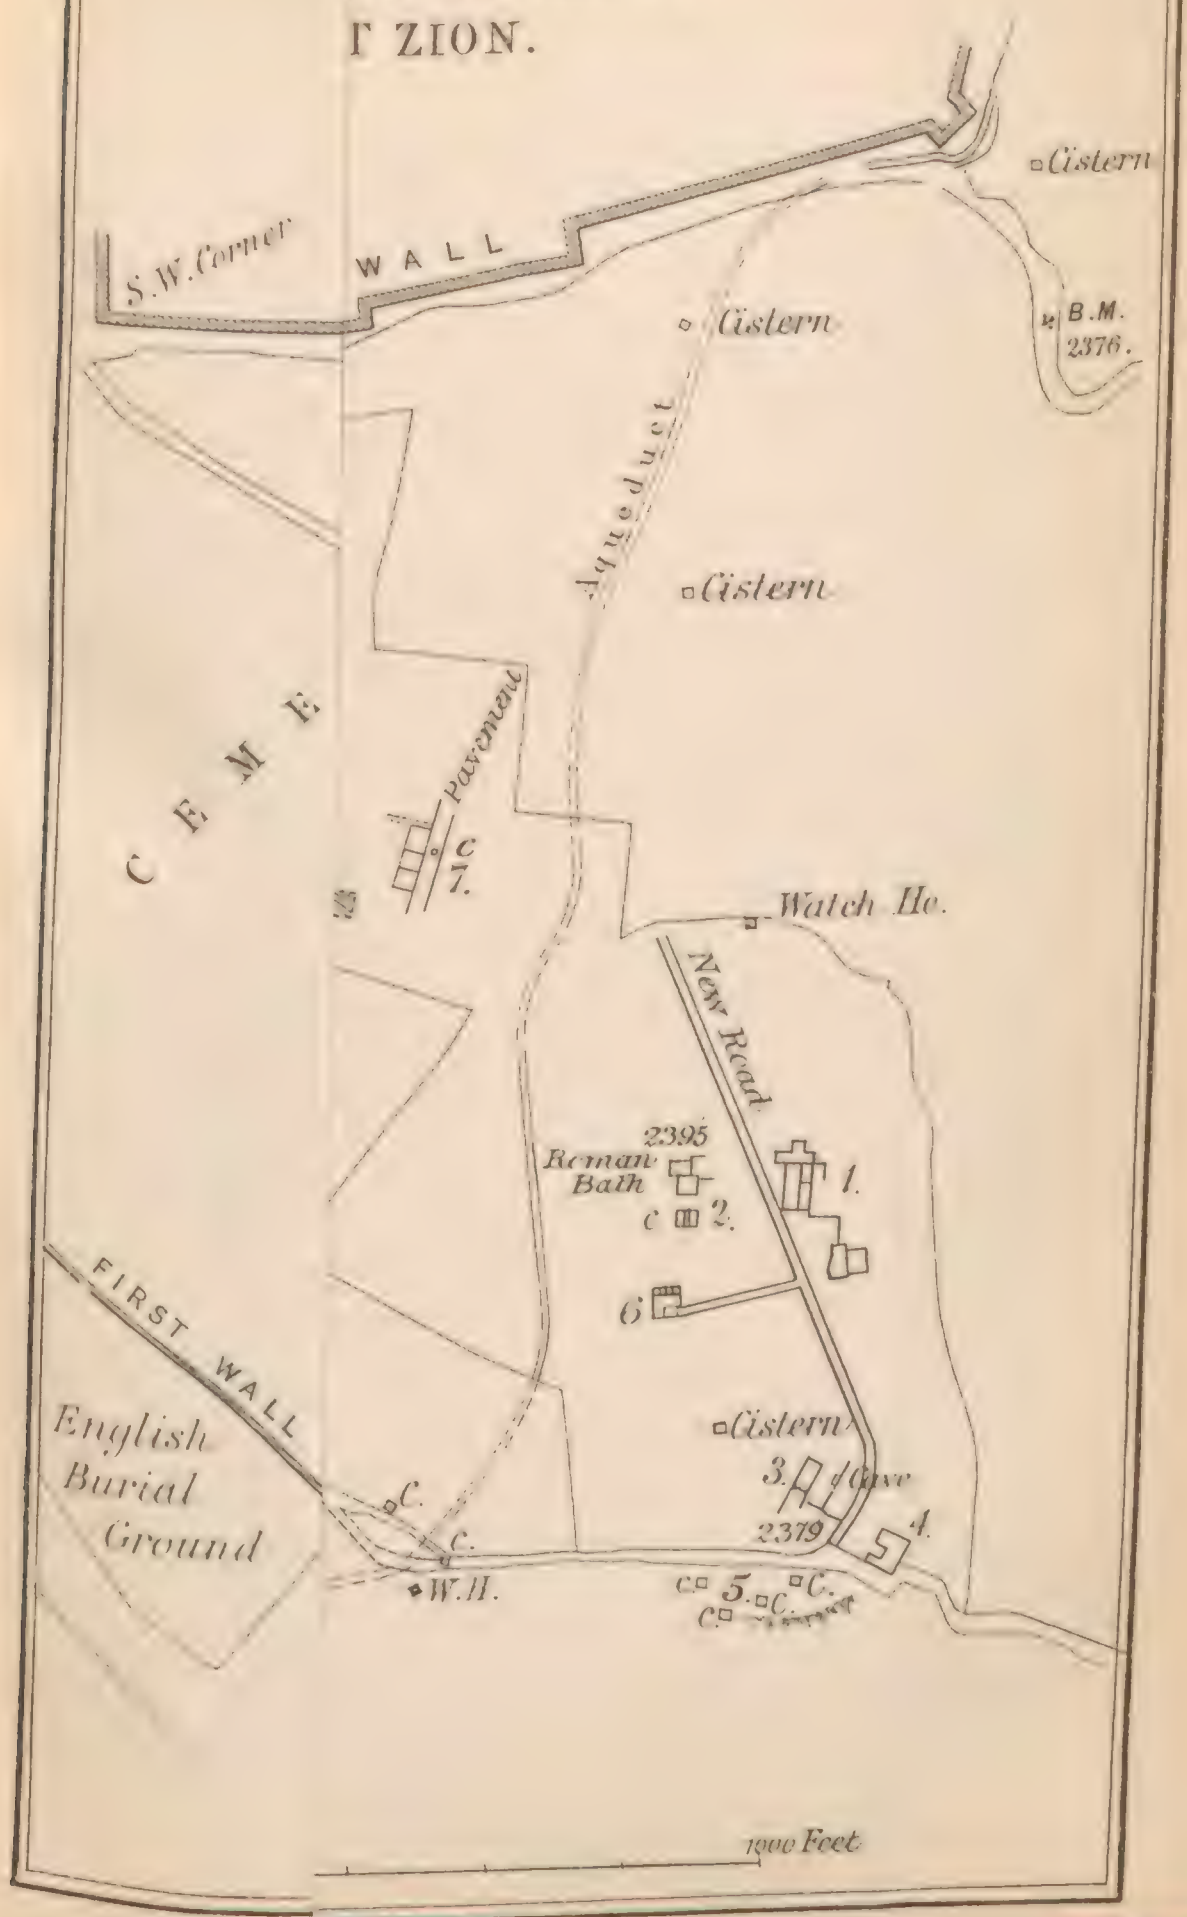 T ZION.
S.W. Corner
WALL
Cistern
Cistern
B.M.
2376.
Aqueduct
Cistern
CEME
Pavement
C
7.
Watch Ho.
New Road
2395
Roman
Bath
1.
C
2.
6
FIRST WALL
English
Burial
Ground
Cistern
3.
Cave
2379
4.
C.
C.
W.H.
C
5.
C.
C.
C.
1000 Feet